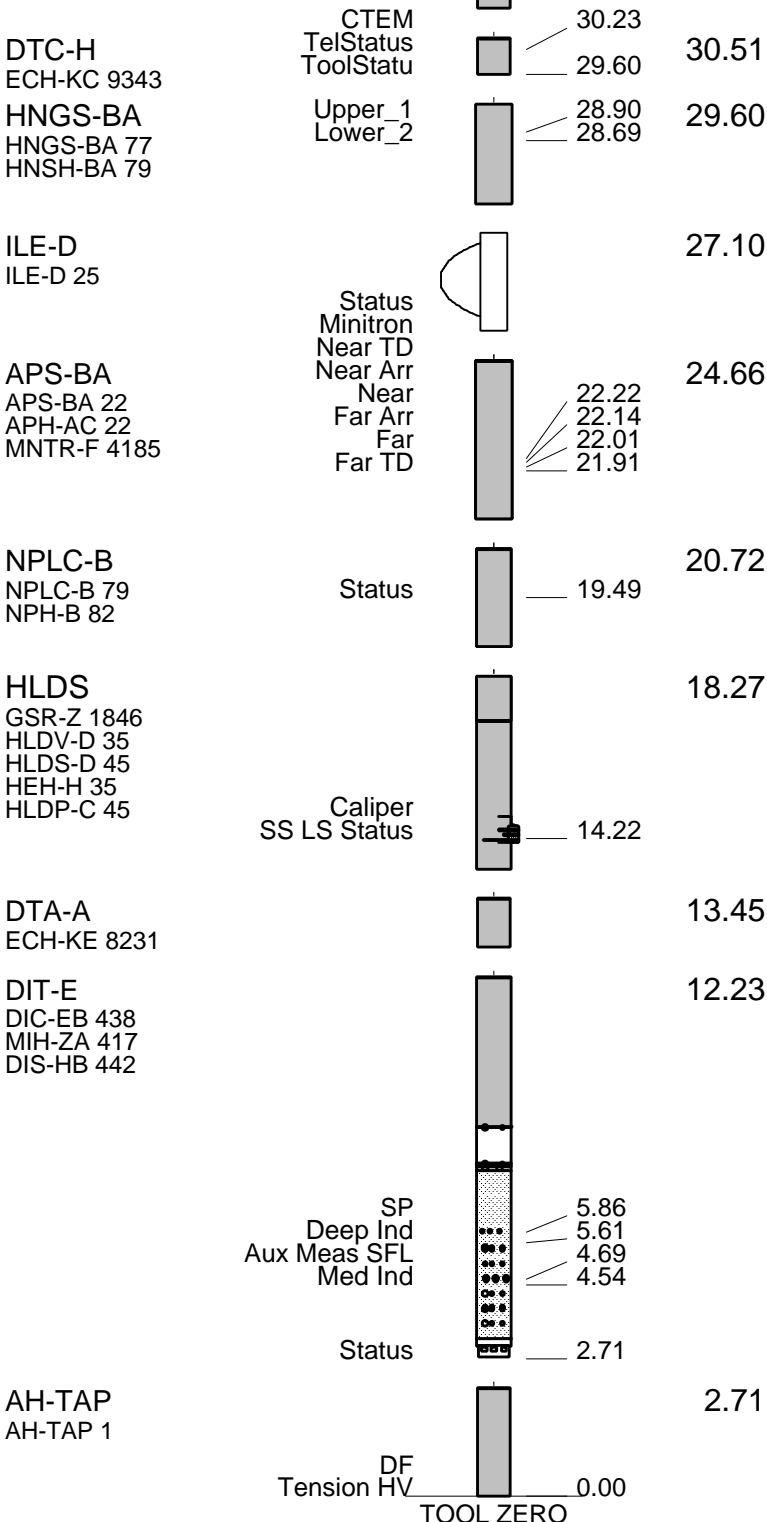 CTEM 30.23
DTC-H TelStatus 30.51
ToolStatu 29.60
ECH-KC 9343
HNGS-BA Upper_1 28.90 29.60
Lower_2 28.69
HNGS-BA 77
HNSH-BA 79
ILE-D 27.10
ILE-D 25
Status
Minitron
Near TD
APS-BA Near Arr 24.66
APS-BA 22 Near 22.22
APH-AC 22 Far Arr 22.14
MNTR-F 4185 Far 22.01
Far TD 21.91
NPLC-B 20.72
NPLC-B 79 Status 19.49
NPH-B 82
HLDS 18.27
GSR-Z 1846
HLDV-D 35
HLDS-D 45
HEH-H 35
HLDP-C 45 Caliper
SS LS Status 14.22
DTA-A 13.45
ECH-KE 8231
DIT-E 12.23
DIC-EB 438
MIH-ZA 417
DIS-HB 442
SP 5.86
Deep Ind 5.61
Aux Meas SFL 4.69
Med Ind 4.54
Status 2.71
AH-TAP 2.71
AH-TAP 1
DF
Tension HV 0.00
TOOL ZERO